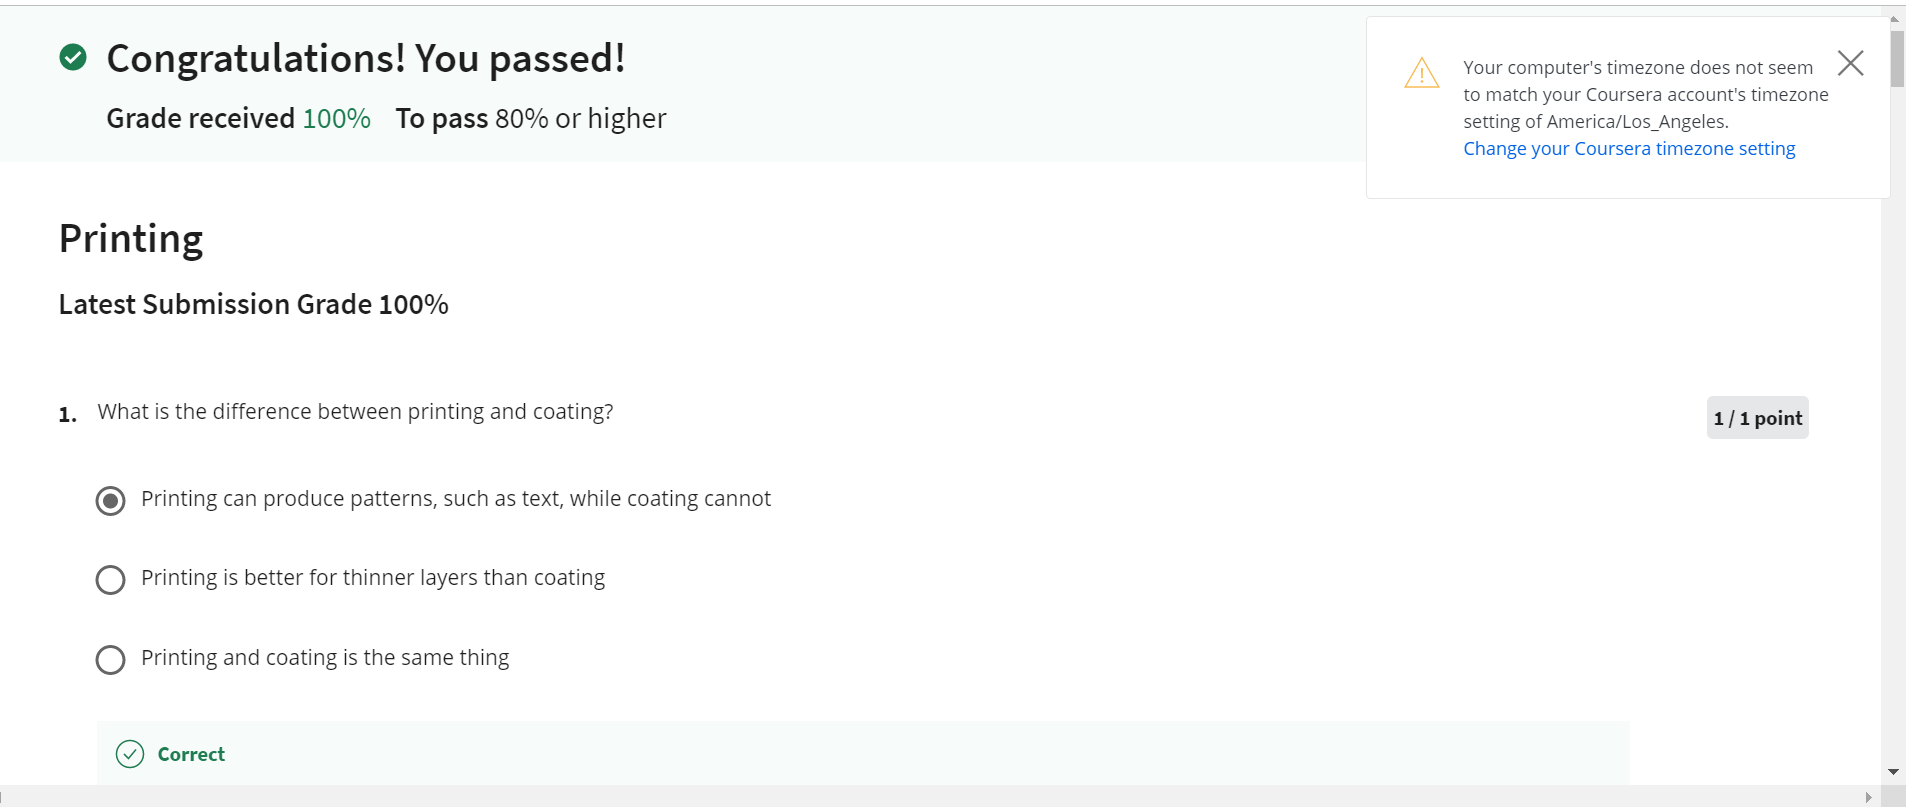 Congratulations! You passed!
Grade received 100% To pass 80% or higher
Your computer's timezone does not seem
to match your Coursera account's timezone
setting of America/Los_Angeles.
Change your Coursera timezone setting
Printing
Latest Submission Grade 100%
1. What is the difference between printing and coating?
1 / 1 point
Printing can produce patterns, such as text, while coating cannot
Printing is better for thinner layers than coating
Printing and coating is the same thing
Correct